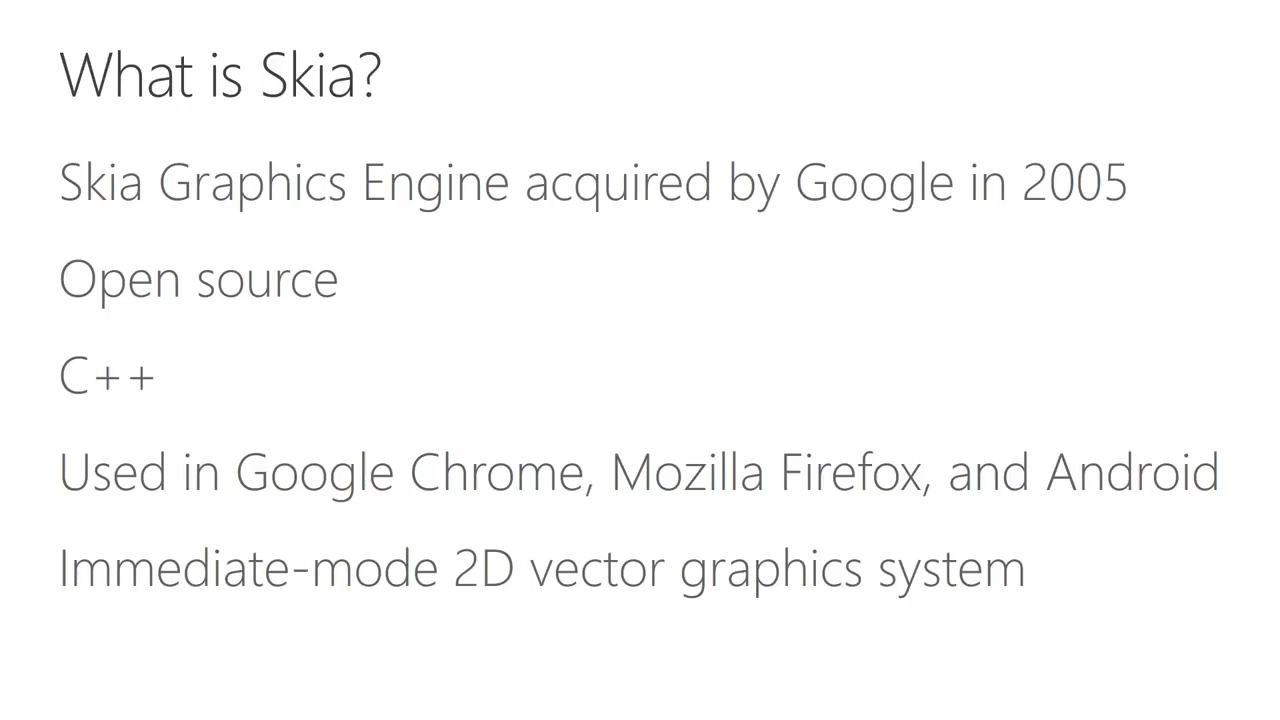 What is Skia?
Skia Graphics Engine acquired by Google in 2005
Open source
C++
Used in Google Chrome, Mozilla Firefox, and Android
Immediate-mode 2D vector graphics system